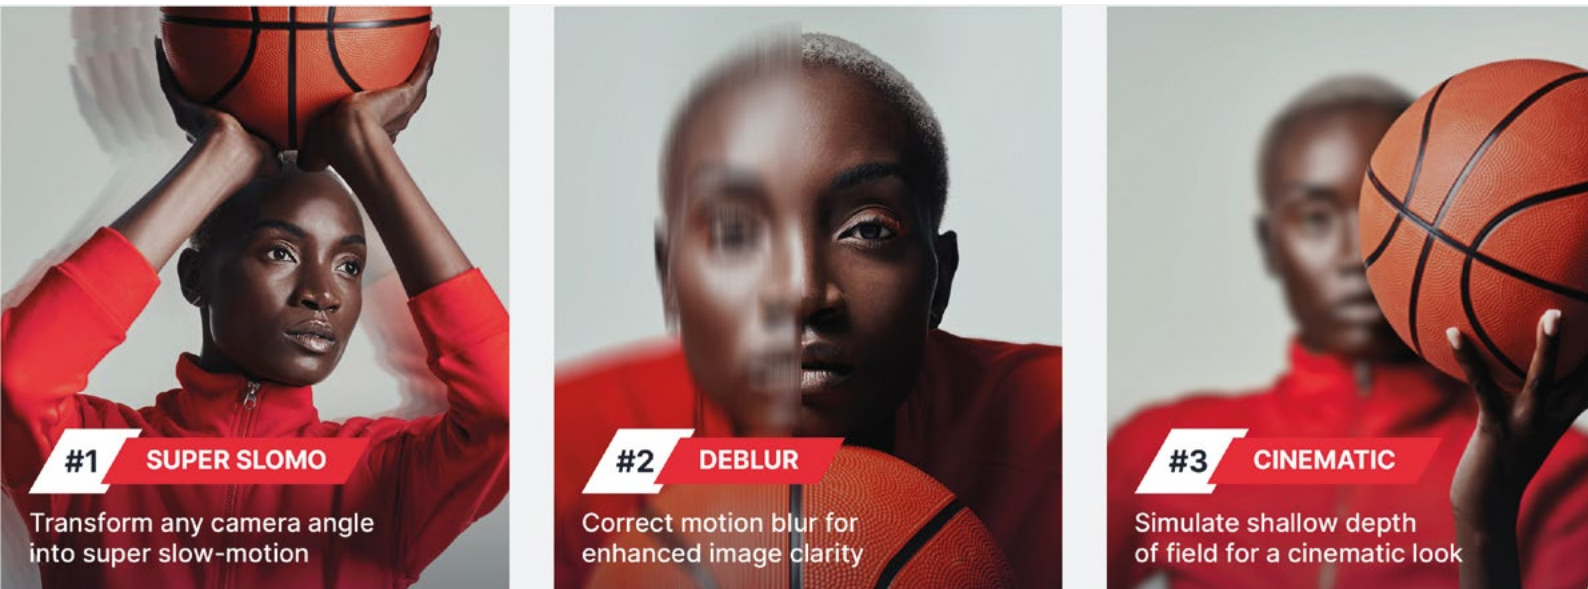 #1 SUPER SLOMO
Transform any camera angle
into super slow-motion
#2 DEBLUR
Correct motion blur for
enhanced image clarity
#3 CINEMATIC
Simulate shallow depth
of field for a cinematic look